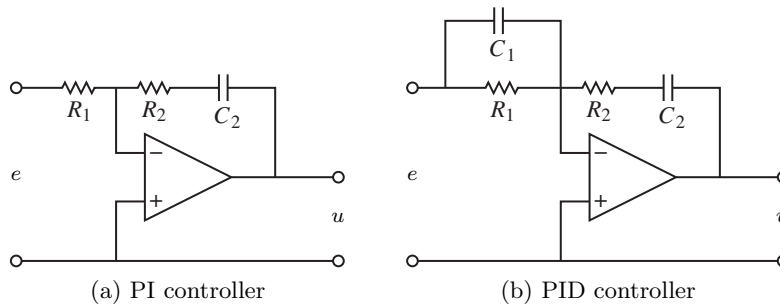 C₁
R₁ R₂ C₂
R₁ R₂ C₂
− −
e e
+ +
u
(a) PI controller (b) PID controller